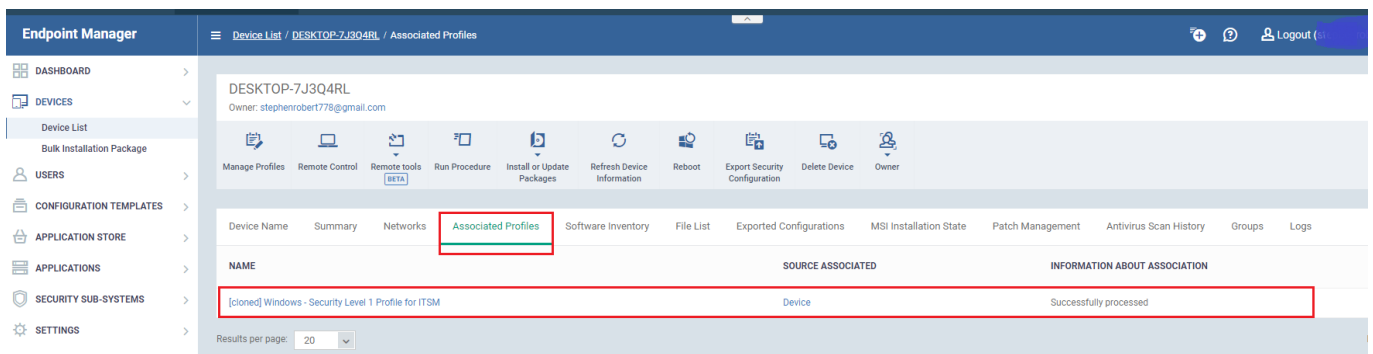 Endpoint Manager
Device List / DESKTOP-7J3Q4RL / Associated Profiles
Logout (
DASHBOARD
DEVICES
Device List
Bulk Installation Package
USERS
CONFIGURATION TEMPLATES
APPLICATION STORE
APPLICATIONS
SECURITY SUB-SYSTEMS
SETTINGS
DESKTOP-7J3Q4RL
Owner: stephenrobert778@gmail.com
Manage Profiles
Remote Control
Remote tools
BETA
Run Procedure
Install or Update
Packages
Refresh Device
Information
Reboot
Export Security
Configuration
Delete Device
Owner
Device Name Summary Networks Associated Profiles Software Inventory File List Exported Configurations MSI Installation State Patch Management Antivirus Scan History Groups Logs
NAME SOURCE ASSOCIATED INFORMATION ABOUT ASSOCIATION
[cloned] Windows - Security Level 1 Profile for ITSM Device Successfully processed
Results per page: 20